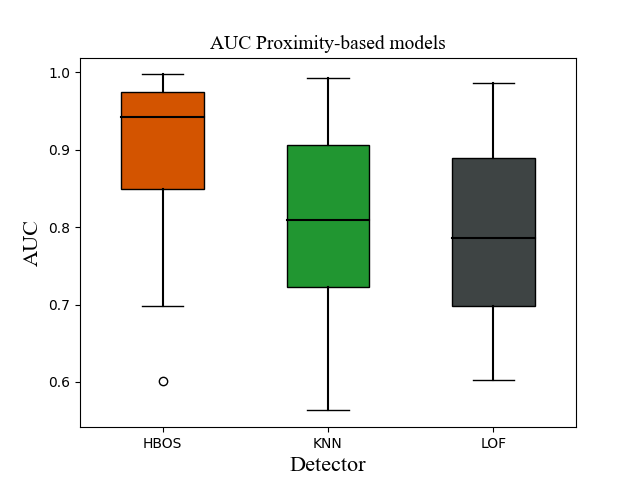 AUC Proximity-based models
1.0
0.9
0.8
0.7
0.6
AUC
HBOS KNN LOF
Detector